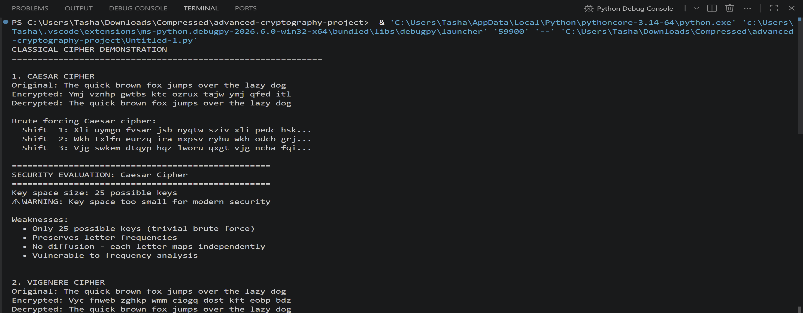 PROBLEMS OUTPUT DEBUG CONSOLE TERMINAL PORTS Python Debug Console
PS C:\Users\Tasha\Downloads\Compressed\advanced-cryptography-project> & 'C:\Users\Tasha\AppData\Local\Python\pythoncore-3.14-64\python.exe' 'c:\Users\
Tasha\.vscode\extensions\ms-python.debugpy-2026.6.0-win32-x64\bundled\libs\debugpy\launcher' '59900' '--' 'C:\Users\Tasha\Downloads\Compressed\advanced
-cryptography-project\Untitled-1.py'
CLASSICAL CIPHER DEMONSTRATION
------------------------------------------------------------
1. CAESAR CIPHER
Original: The quick brown fox jumps over the lazy dog
Encrypted: Ymj vznhp gwtbs ktc ozrux tajw ymj qfed itl
Decrypted: The quick brown fox jumps over the lazy dog
Brute forcing Caesar cipher:
Shift 1: Xli uymgo fvsar jsb nyqtw sziv xli pedc hsk...
Shift 2: Wkh txlfn eurzq ira mxpsv ryhu wkh odcb grj...
Shift 3: Vjg swkem dtqyp hqz lworu qxgt vjg ncba fqi...
==================================================
SECURITY EVALUATION: Caesar Cipher
==================================================
Key space size: 25 possible keys
⚠WARNING: Key space too small for modern security
Weaknesses:
• Only 25 possible keys (trivial brute force)
• Preserves letter frequencies
• No diffusion - each letter maps independently
• Vulnerable to frequency analysis
2. VIGENERE CIPHER
Original: The quick brown fox jumps over the lazy dog
Encrypted: Vyc fnweb zghkp wmm ciogq dost kft eobp bdz
Decrypted: The quick brown fox jumps over the lazy dog